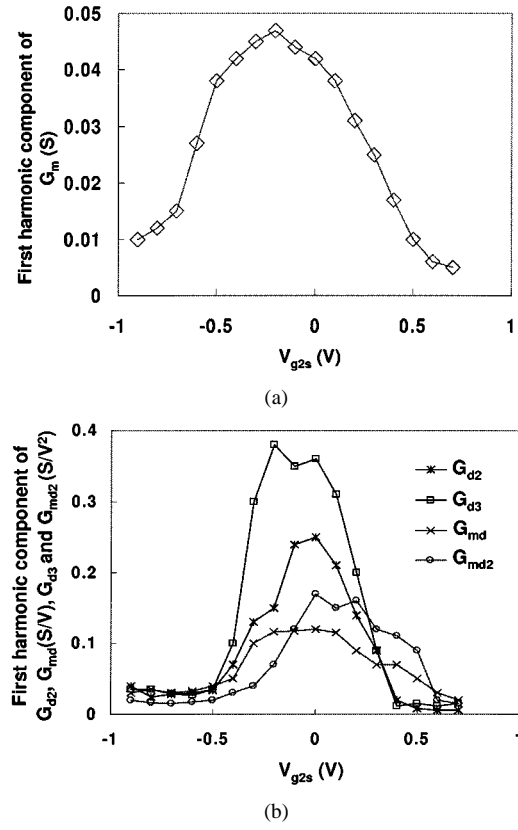 First harmonic component of
Gm (S)
0.05
0.04
0.03
0.02
0.01
0
-1
-0.5
0
0.5
1
Vg2s (V)
(a)
First harmonic component of
Gd2, Gmd(S/V), Gd3 and Gmd2 (S/V²)
0.4
0.3
0.2
0.1
0
-1
-0.5
0
0.5
1
Gd2
Gd3
Gmd
Gmd2
Vg2s (V)
(b)